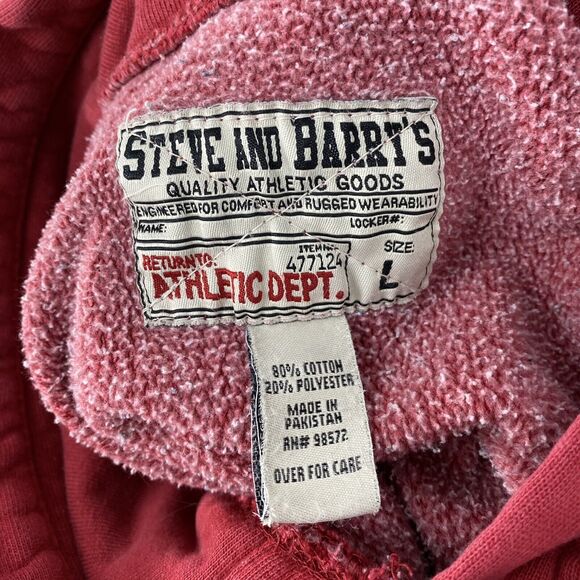 STEVE AND BARRY'S
QUALITY ATHLETIC GOODS
ENGINEERED FOR COMFORT AND RUGGED WEARABILITY
NAME: LOCKER#:
RETURN TO: ITEM#: SIZE:
ATHLETIC DEPT. 477124 L
80% COTTON
20% POLYESTER
MADE IN
PAKISTAN
RN# 98572
OVER FOR CARE